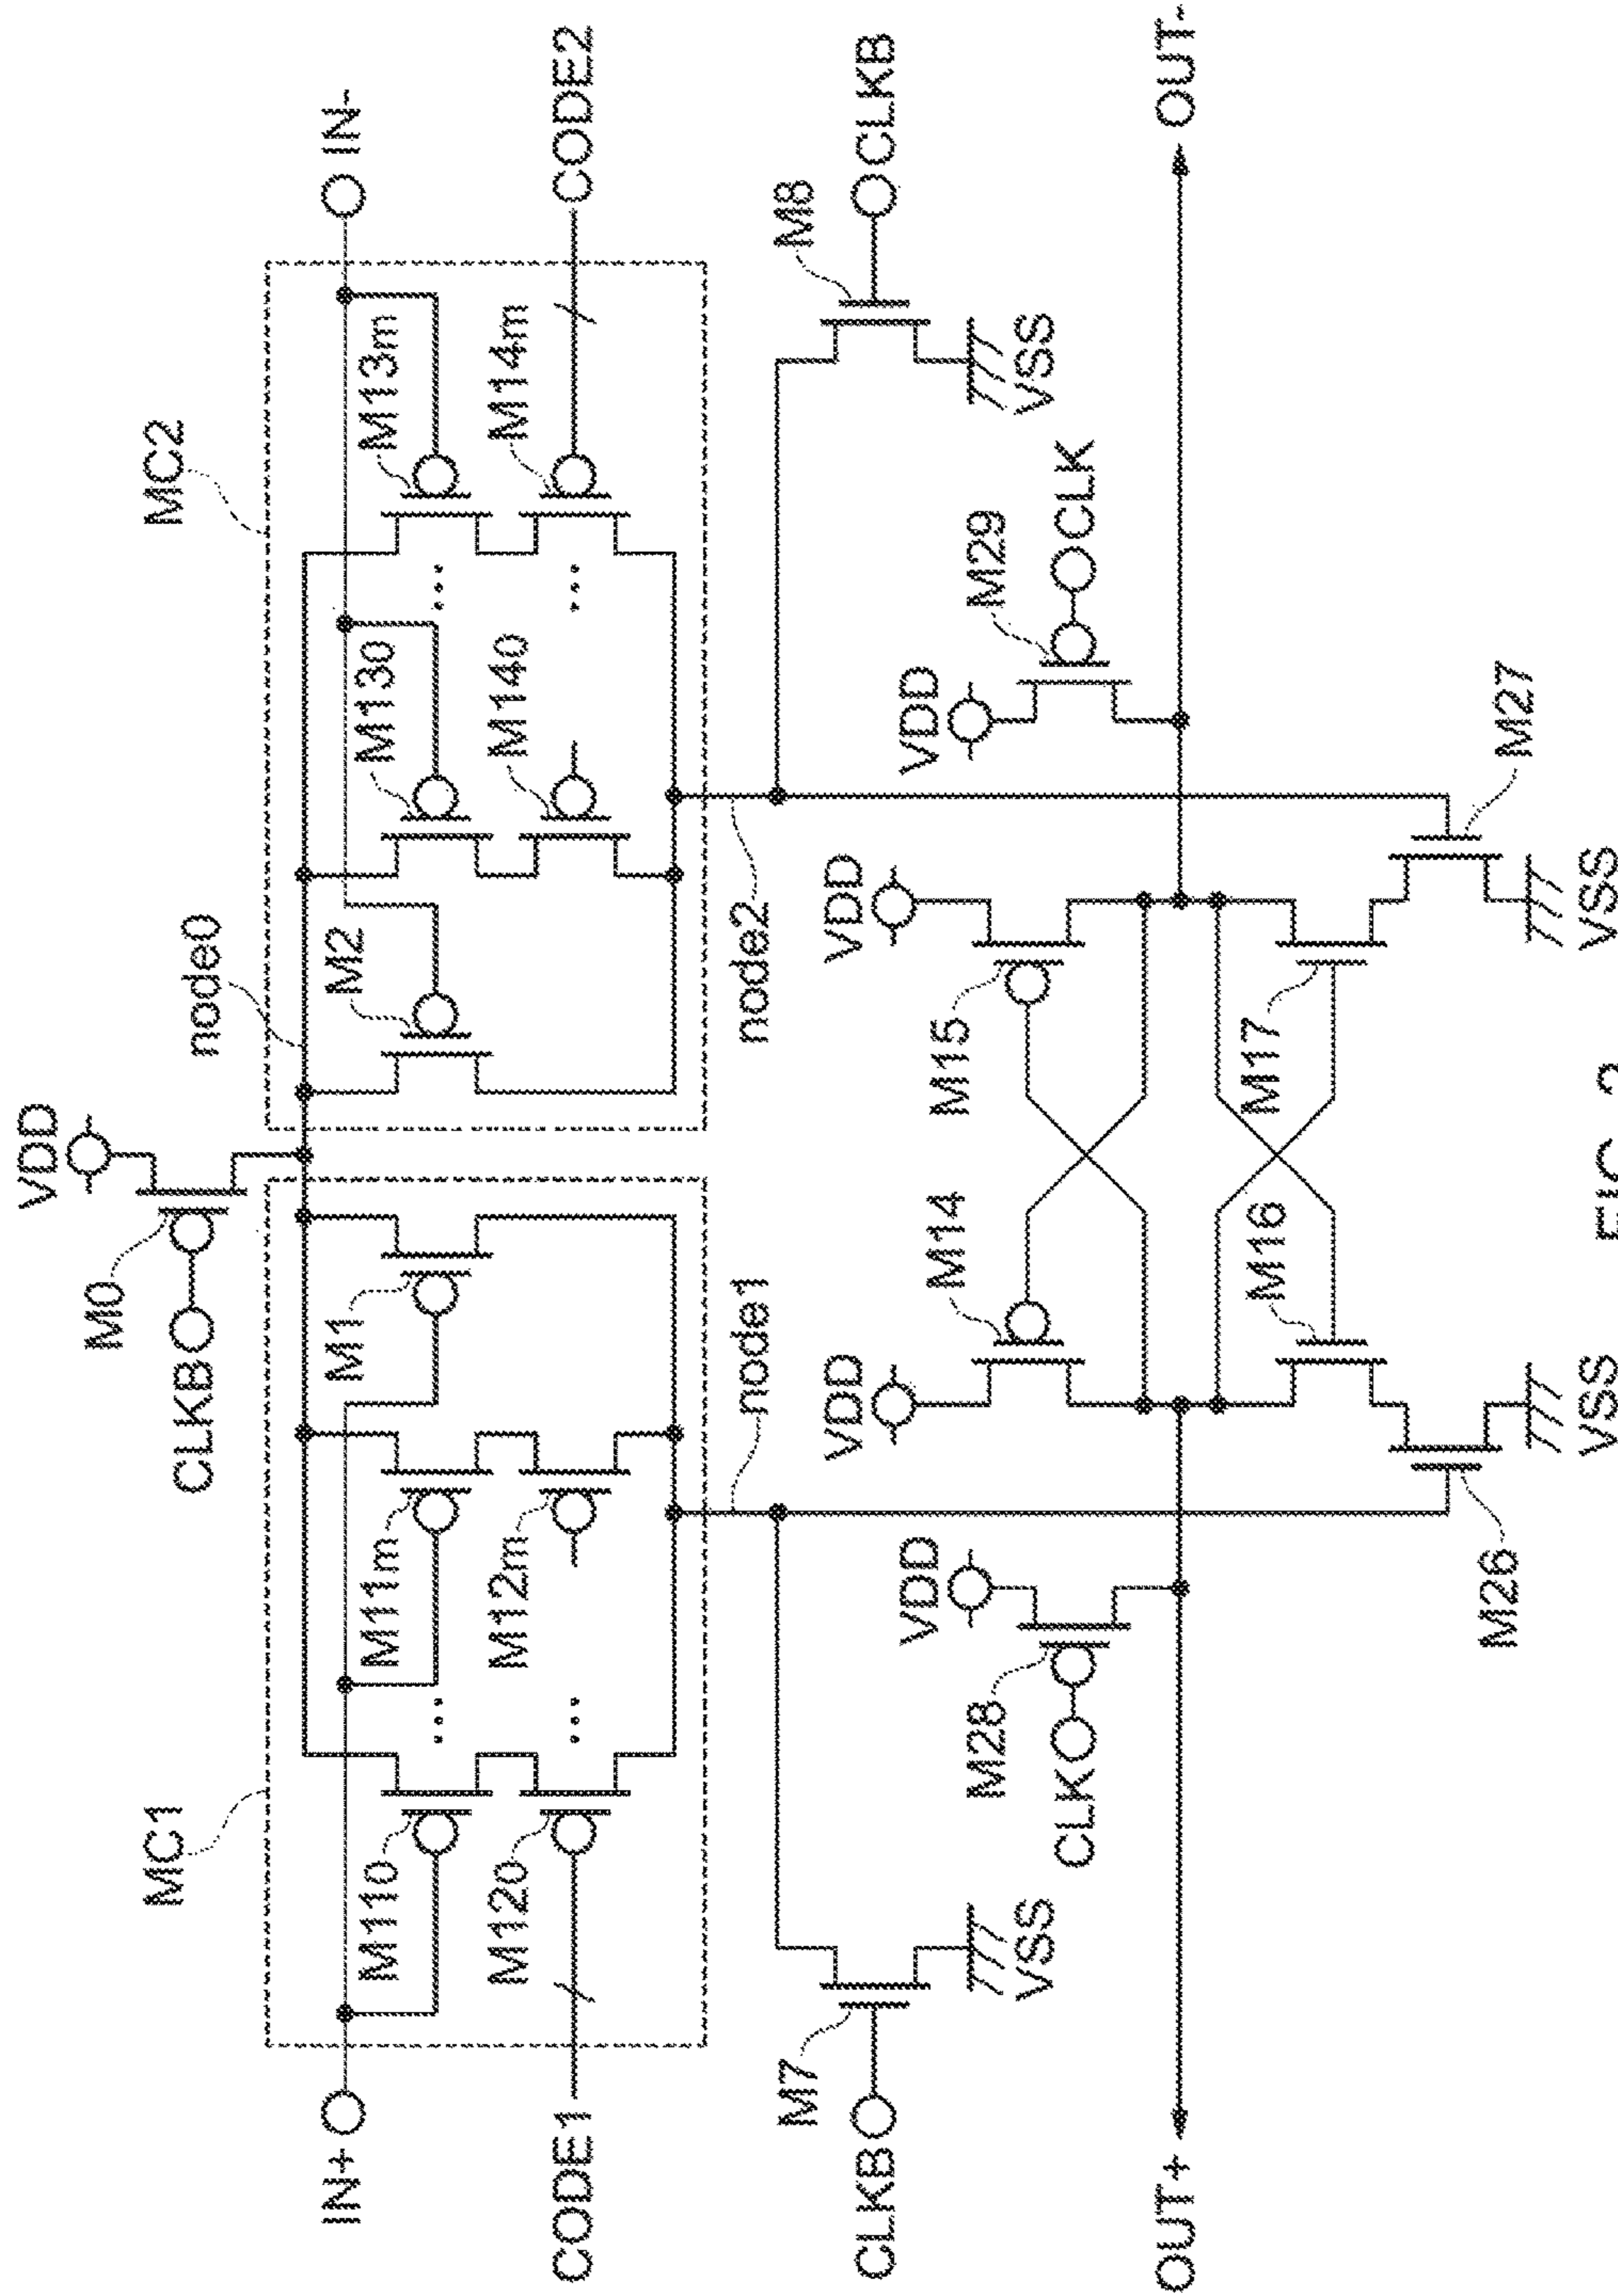 VDD
M0
CLKB
node0
MC1
MC2
IN+
IN-
M110
M11m
M1
M2
M130
M13m
CODE1
M120
M12m
M140
M14m
CODE2
node1
node2
M7
CLKB
VSS
M8
CLKB
VSS
VDD
M28
CLK
VDD
M14
VDD
M15
VDD
M29
CLK
OUT+
OUT-
M16
M17
M26
VSS
M27
VSS